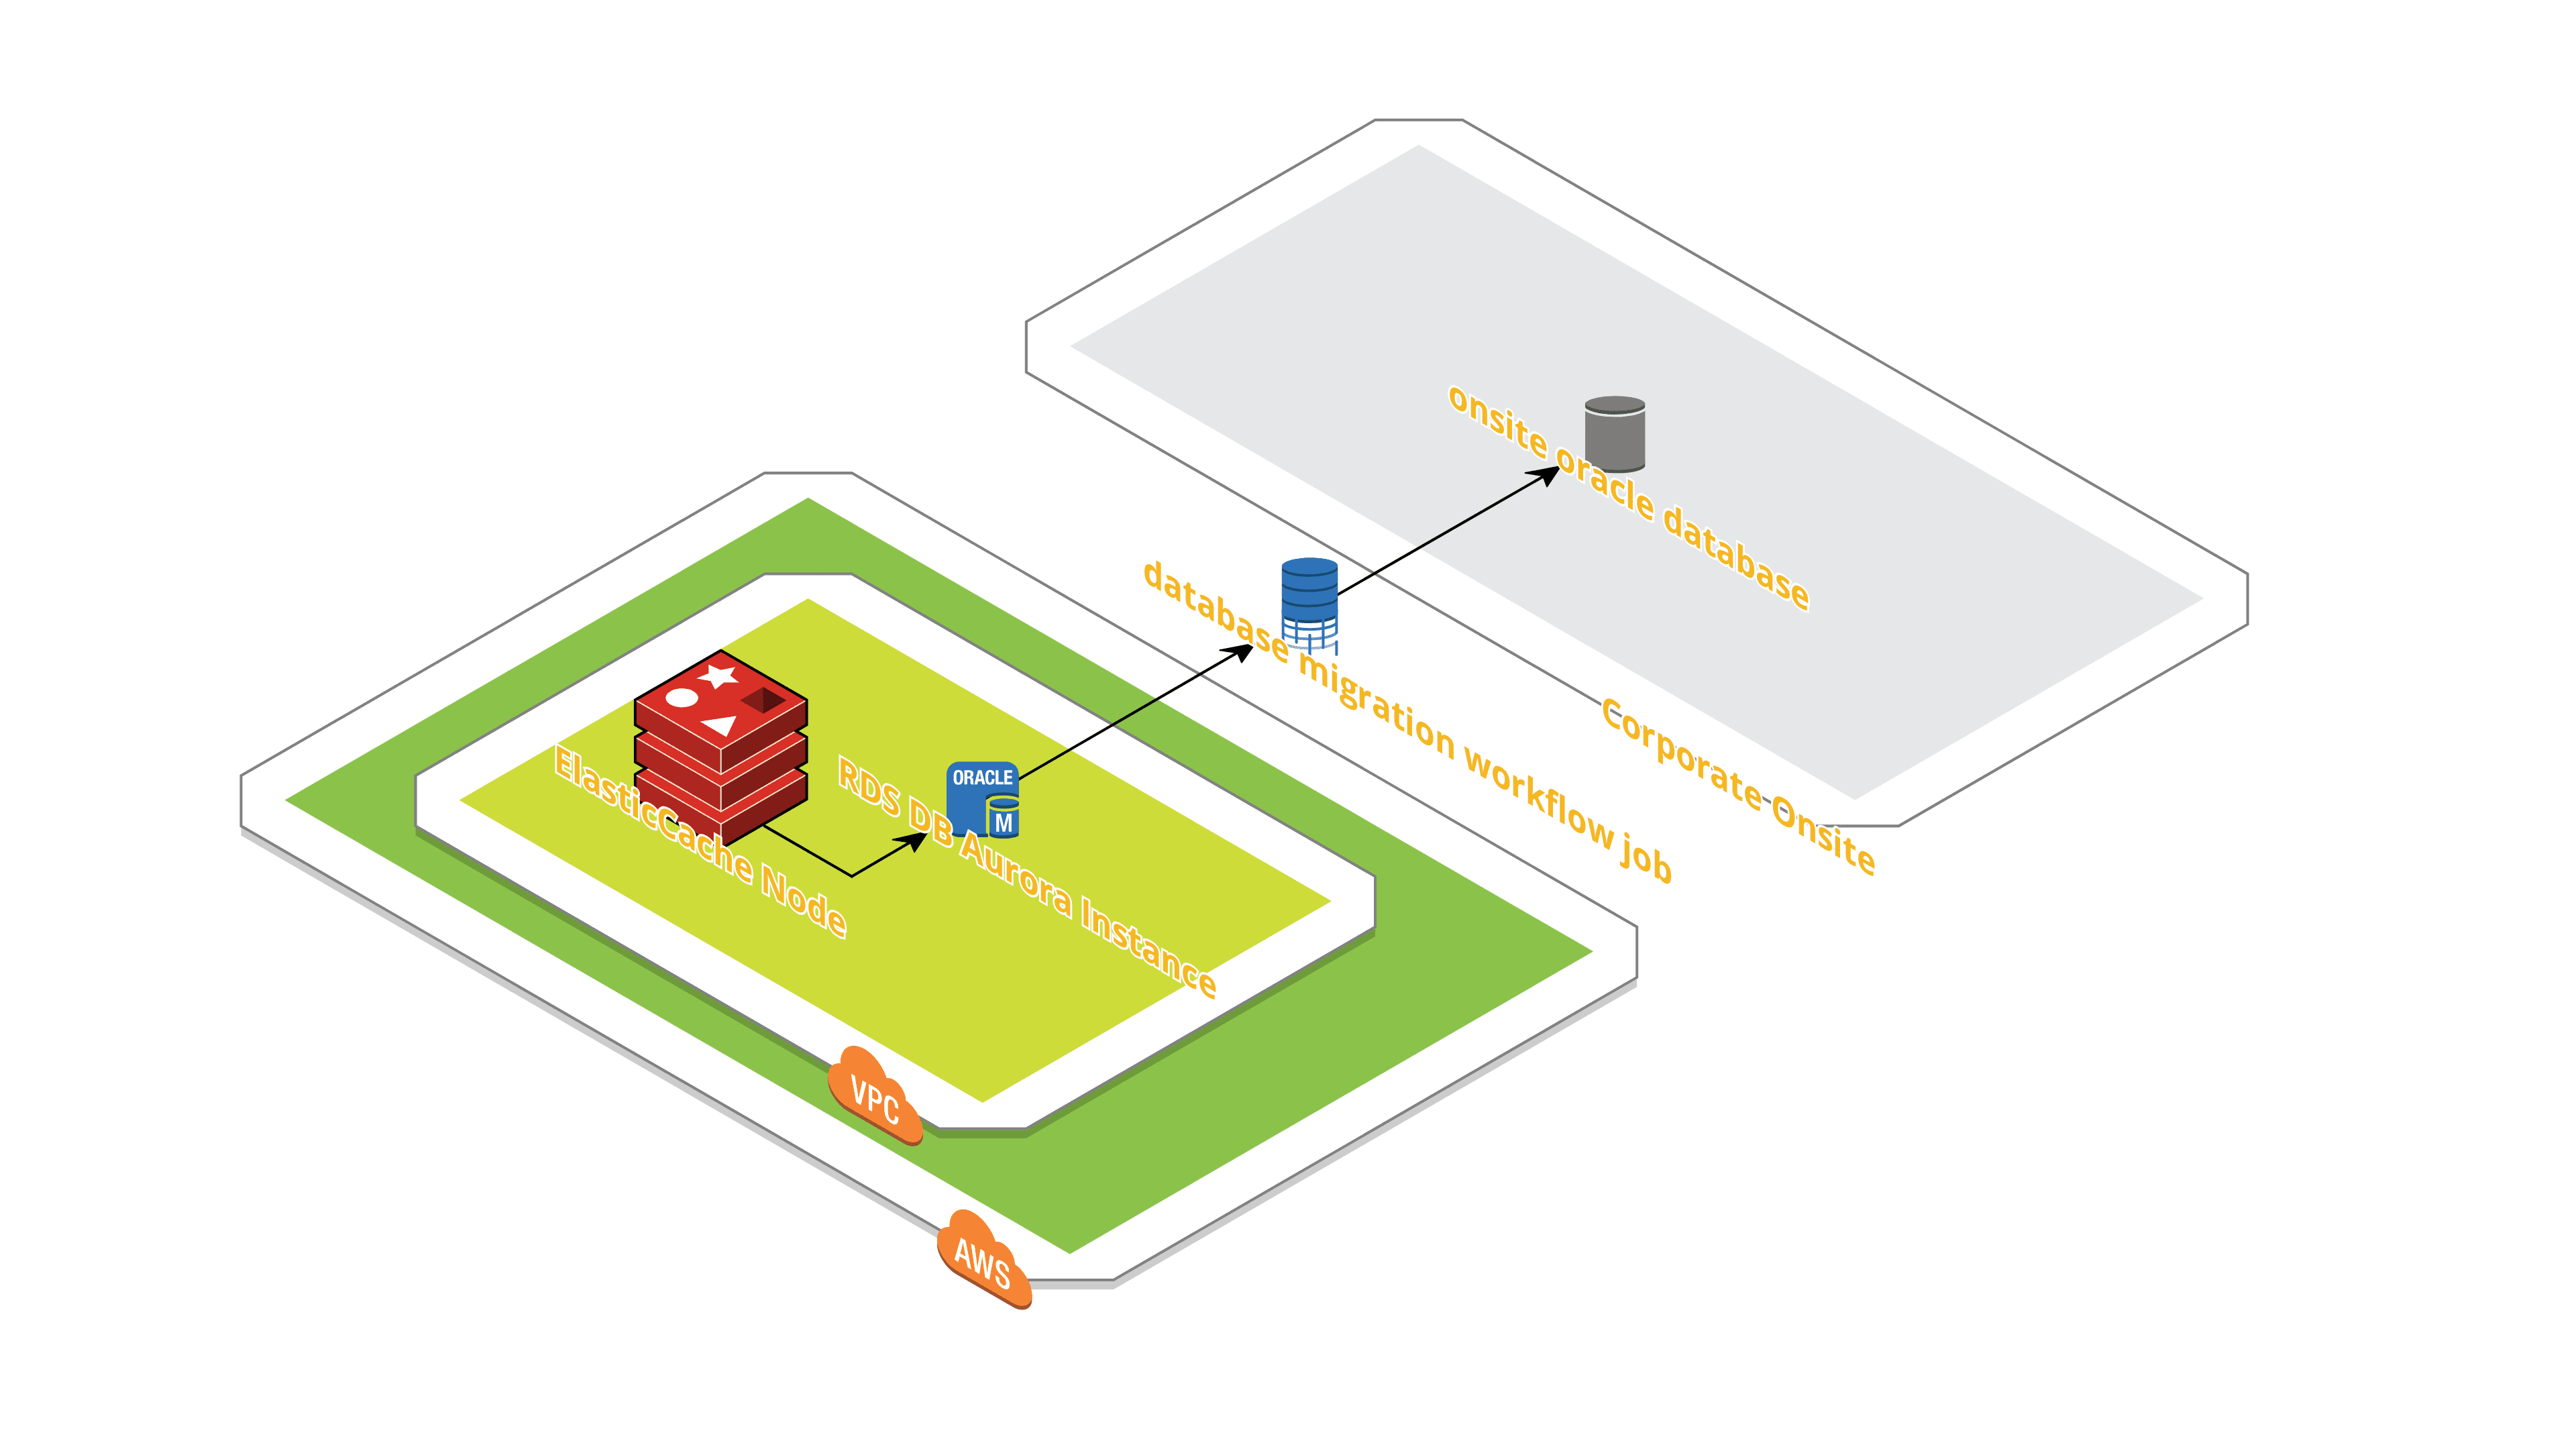 onsite oracle database
database migration workflow job
Corporate Onsite
ElasticCache Node
RDS DB Aurora Instance
ORACLE
M
VPC
AWS